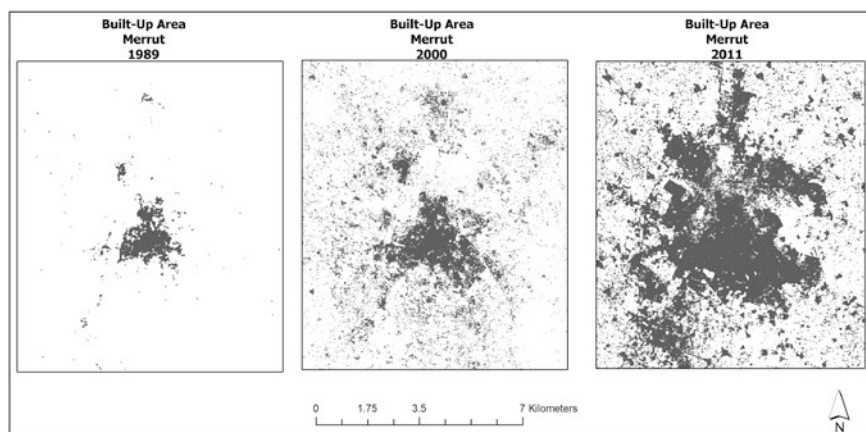 Built-Up Area
Merrut
1989
Built-Up Area
Merrut
2000
Built-Up Area
Merrut
2011
0 1.75 3.5 7 Kilometers
N